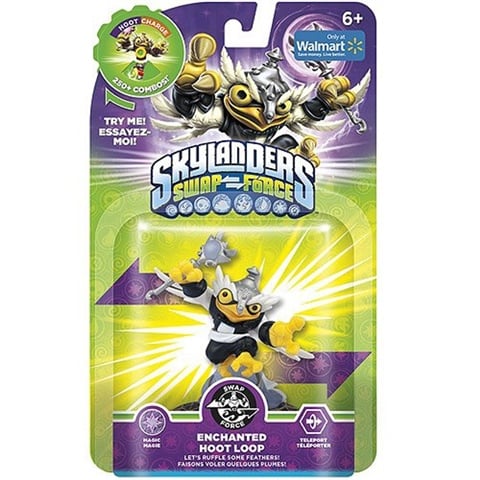 HOOT CHARGE
250+ COMBOS!
6+
Only at
Walmart
Save money. Live better.
TRY ME!
ESSAYEZ-
MOI!
SKYLANDERS
SWAP FORCE
SWAP
FORCE
MAGIC
MAGIE
ENCHANTED
HOOT LOOP
LET'S RUFFLE SOME FEATHERS!
FAISONS VOLER QUELQUES PLUMES!
TELEPORT
TÉLÉPORTER